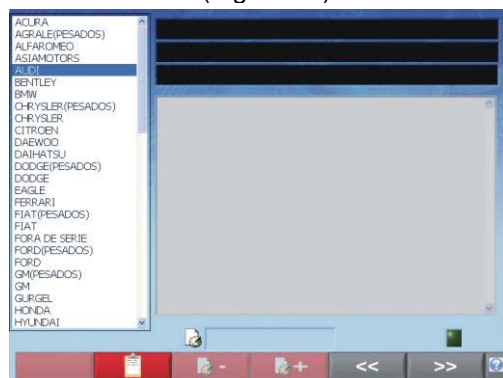 ACURA
AGRALE(PESADOS)
ALFAROMEO
ASIAMOTORS
AUDI
BENTLEY
BMW
CHRYSLER(PESADOS)
CHRYSLER
CITROEN
DAEWOO
DAIHATSU
DODGE(PESADOS)
DODGE
EAGLE
FERRARI
FIAT(PESADOS)
FIAT
FORA DE SERIE
FORD(PESADOS)
FORD
GM(PESADOS)
GM
GURGEL
HONDA
HYUNDAI
- + << >> ?